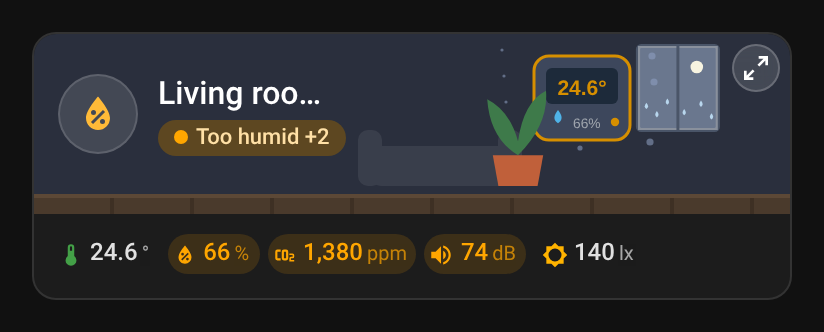 Living roo...
Too humid +2
24.6°
66%
24.6 °
66 %
CO₂ 1,380 ppm
74 dB
140 lx